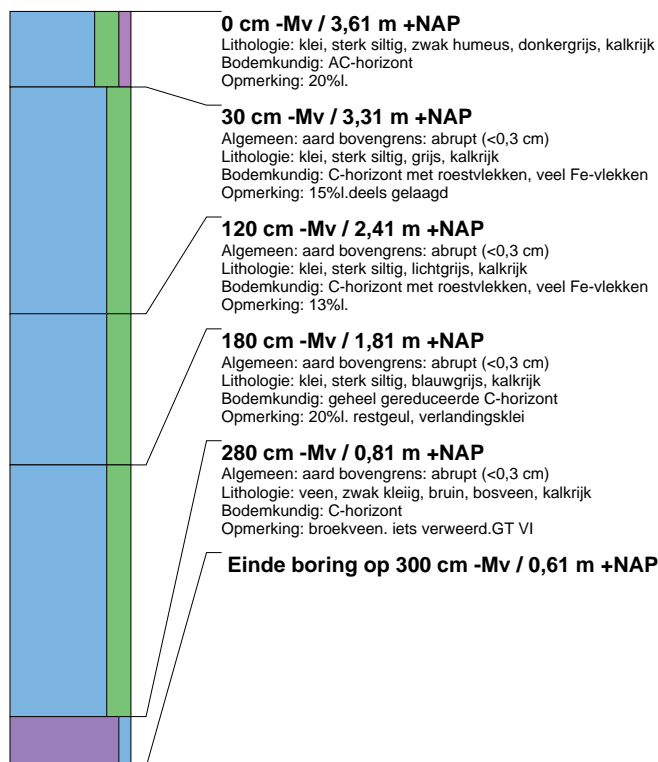 0 cm -Mv / 3,61 m +NAP
Lithologie: klei, sterk siltig, zwak humeus, donkergrijs, kalkrijk
Bodemkundig: AC-horizont
Opmerking: 20%l.
30 cm -Mv / 3,31 m +NAP
Algemeen: aard bovengrens: abrupt (<0,3 cm)
Lithologie: klei, sterk siltig, grijs, kalkrijk
Bodemkundig: C-horizont met roestvlekken, veel Fe-vlekken
Opmerking: 15%l.deels gelaagd
120 cm -Mv / 2,41 m +NAP
Algemeen: aard bovengrens: abrupt (<0,3 cm)
Lithologie: klei, sterk siltig, lichtgrijs, kalkrijk
Bodemkundig: C-horizont met roestvlekken, veel Fe-vlekken
Opmerking: 13%l.
180 cm -Mv / 1,81 m +NAP
Algemeen: aard bovengrens: abrupt (<0,3 cm)
Lithologie: klei, sterk siltig, blauwgrijs, kalkrijk
Bodemkundig: geheel gereduceerde C-horizont
Opmerking: 20%l. restgeul, verlandingsklei
280 cm -Mv / 0,81 m +NAP
Algemeen: aard bovengrens: abrupt (<0,3 cm)
Lithologie: veen, zwak kleiig, bruin, bosveen, kalkrijk
Bodemkundig: C-horizont
Opmerking: broekveen. iets verweerd.GT VI
Einde boring op 300 cm -Mv / 0,61 m +NAP